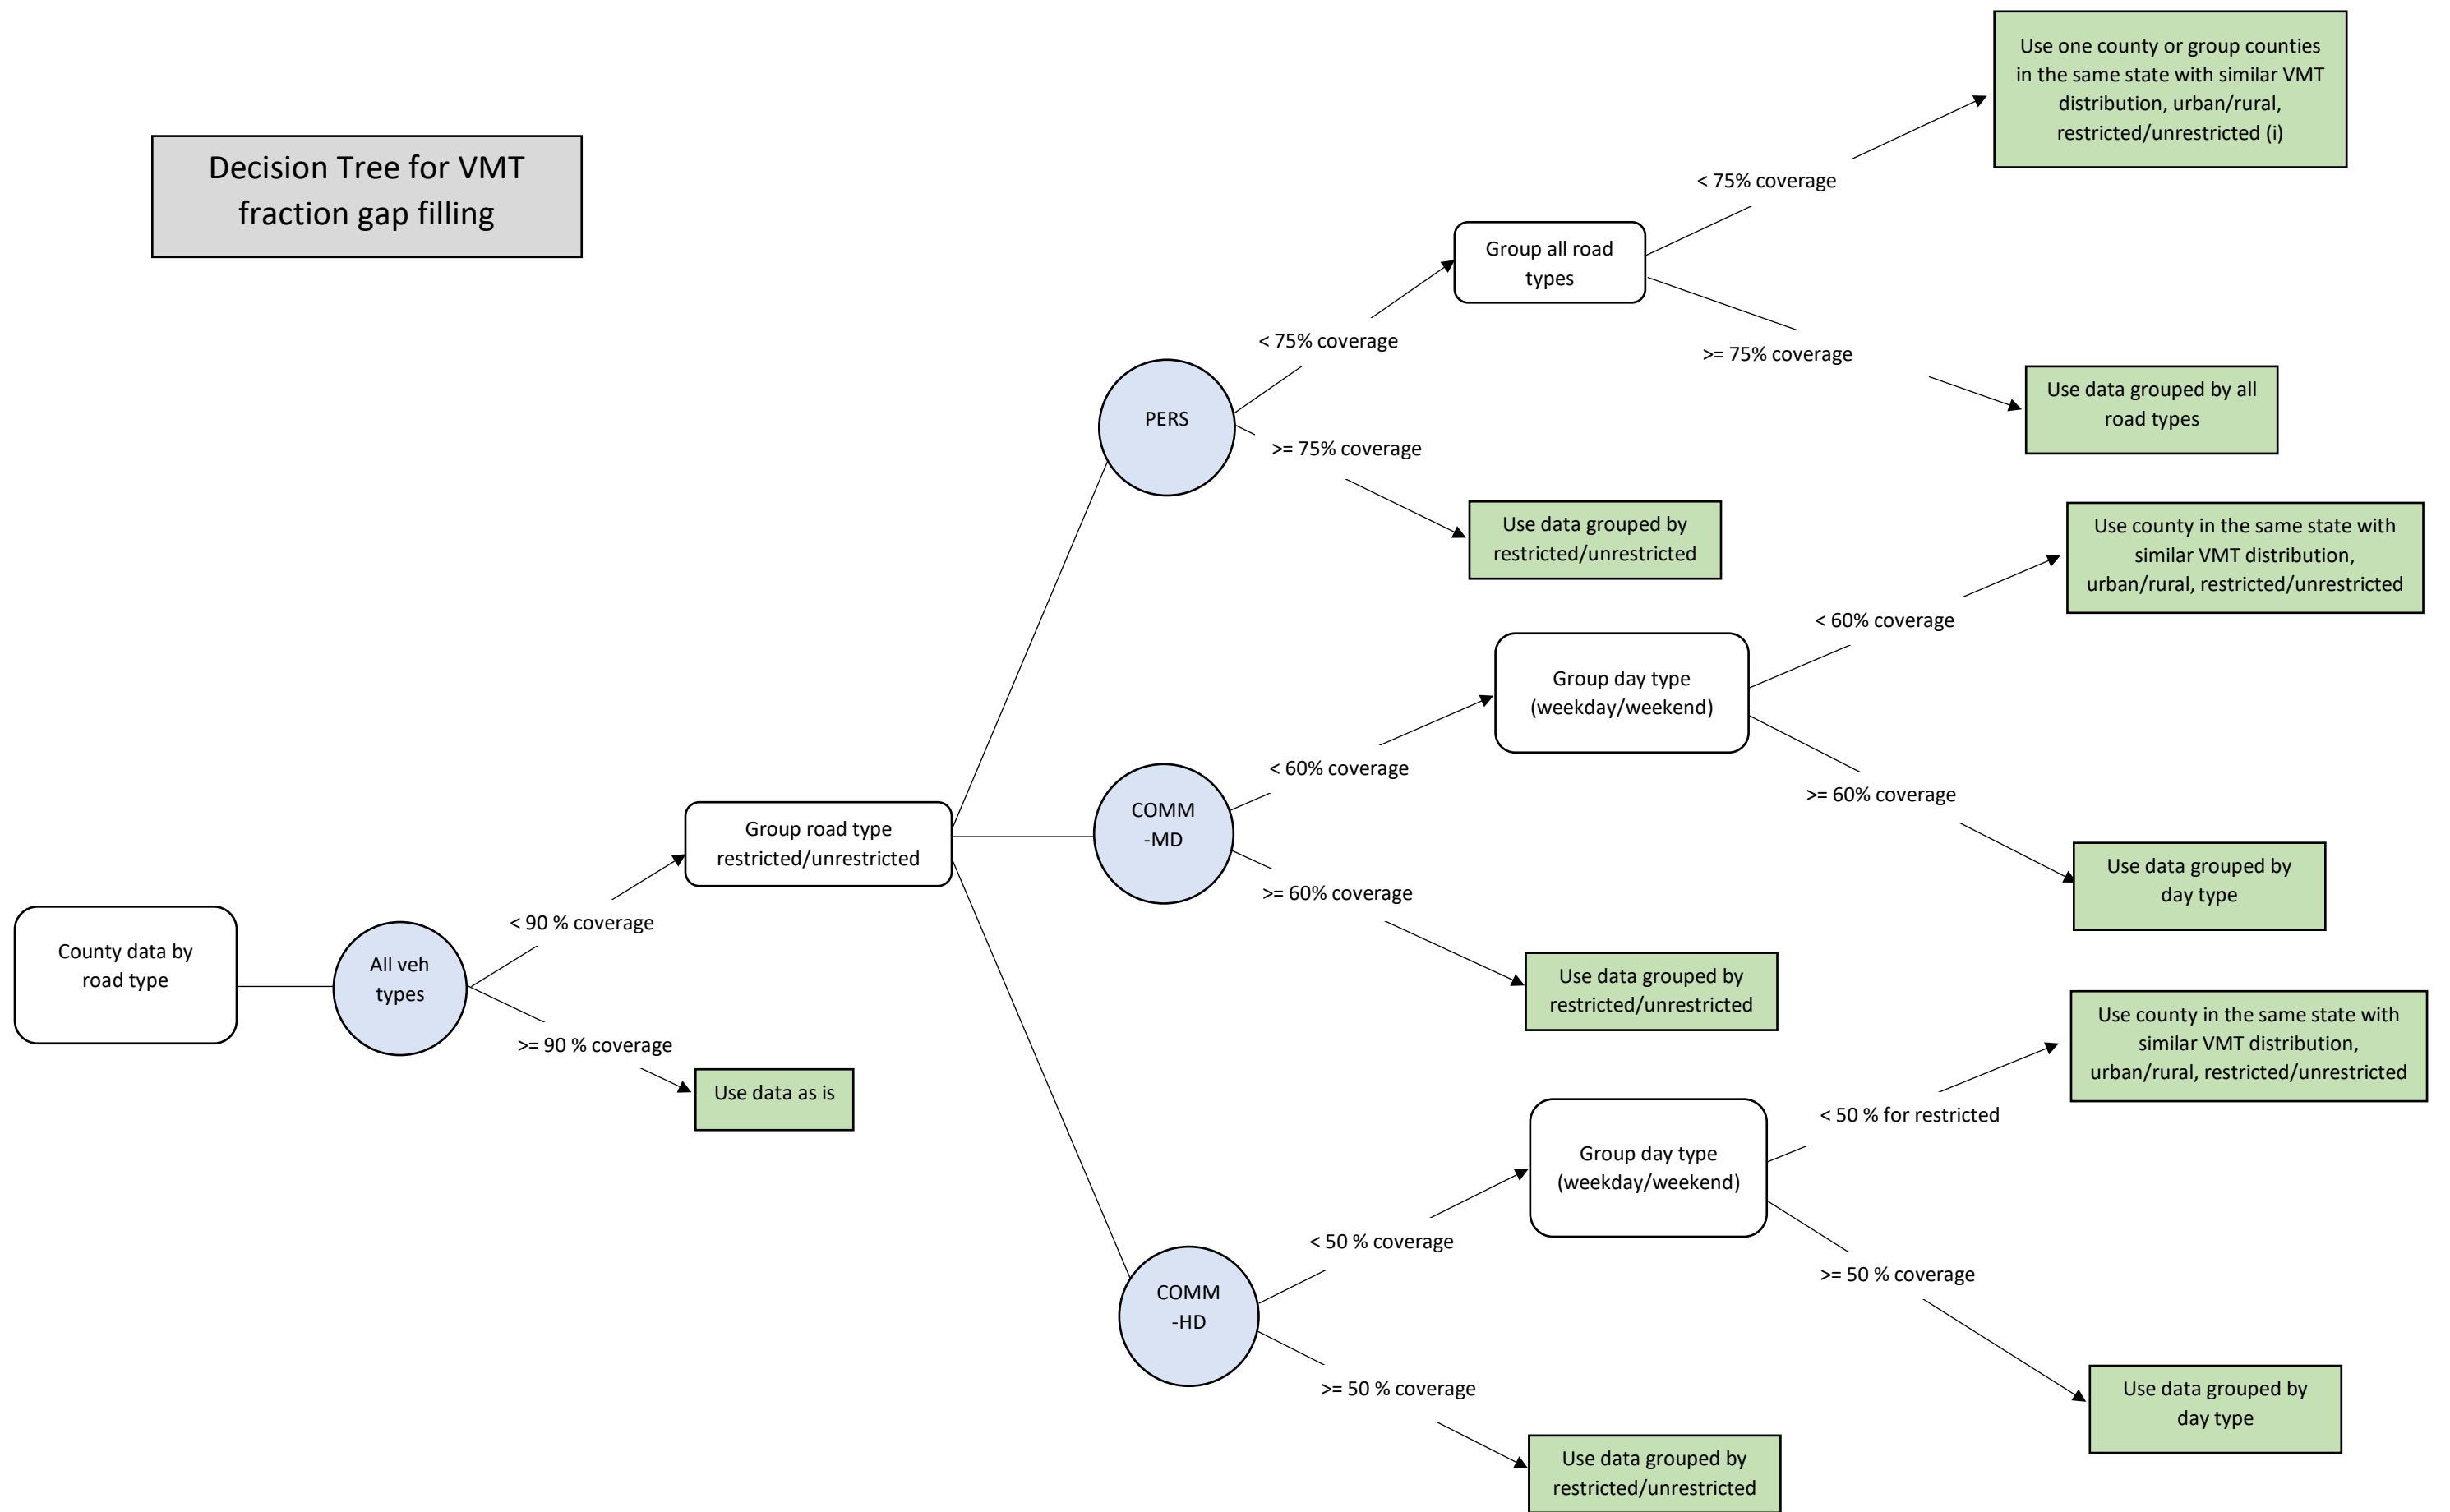 Decision Tree for VMT
fraction gap filling
County data by
road type
All veh
types
< 90 % coverage
>= 90 % coverage
Use data as is
Group road type
restricted/unrestricted
PERS
< 75% coverage
>= 75% coverage
Group all road
types
< 75% coverage
>= 75% coverage
Use one county or group counties
in the same state with similar VMT
distribution, urban/rural,
restricted/unrestricted (i)
Use data grouped by all
road types
Use data grouped by
restricted/unrestricted
COMM
-MD
< 60% coverage
>= 60% coverage
Group day type
(weekday/weekend)
< 60% coverage
>= 60% coverage
Use county in the same state with
similar VMT distribution,
urban/rural, restricted/unrestricted
Use data grouped by
day type
Use data grouped by
restricted/unrestricted
COMM
-HD
< 50 % coverage
>= 50 % coverage
Group day type
(weekday/weekend)
< 50 % for restricted
>= 50 % coverage
Use county in the same state with
similar VMT distribution,
urban/rural, restricted/unrestricted
Use data grouped by
day type
Use data grouped by
restricted/unrestricted